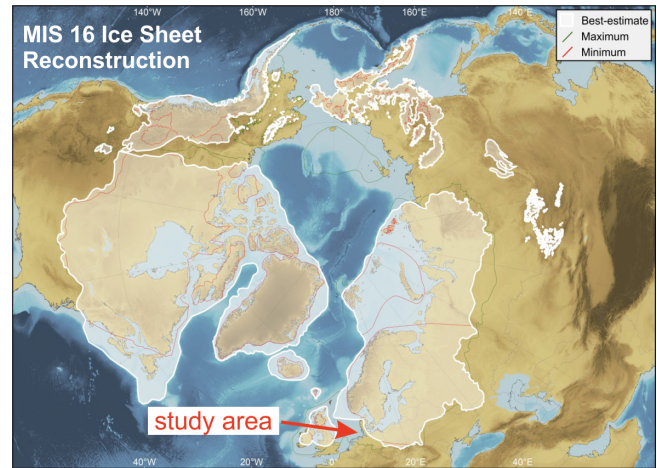 140°W
160°W
180°
160°E
140°E
MIS 16 Ice Sheet
Reconstruction
Best-estimate
Maximum
Minimum
study area
40°W
20°W
0°
20°E
40°E